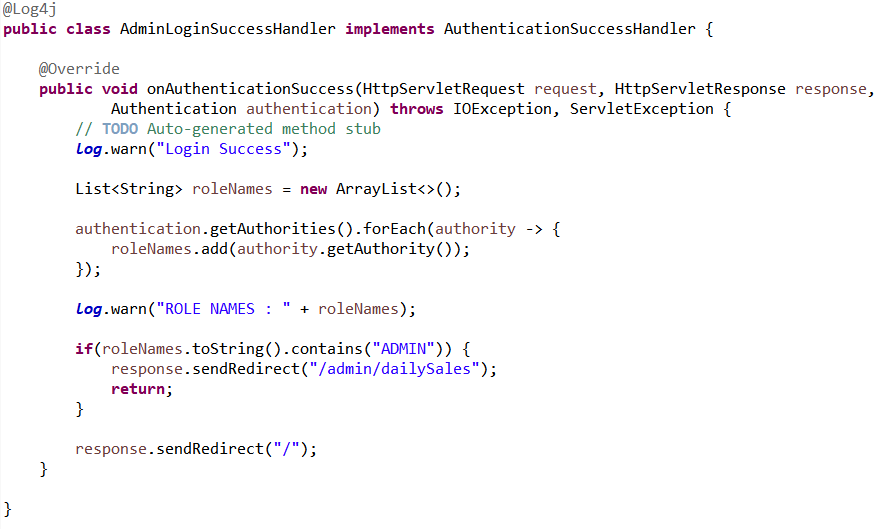 @Log4j
public class AdminLoginSuccessHandler implements AuthenticationSuccessHandler {
@Override
public void onAuthenticationSuccess(HttpServletRequest request, HttpServletResponse response,
Authentication authentication) throws IOException, ServletException {
// TODO Auto-generated method stub
log.warn("Login Success");
List<String> roleNames = new ArrayList<>();
authentication.getAuthorities().forEach(authority -> {
roleNames.add(authority.getAuthority());
});
log.warn("ROLE NAMES : " + roleNames);
if(roleNames.toString().contains("ADMIN")) {
response.sendRedirect("/admin/dailySales");
return;
}
response.sendRedirect("/");
}
}